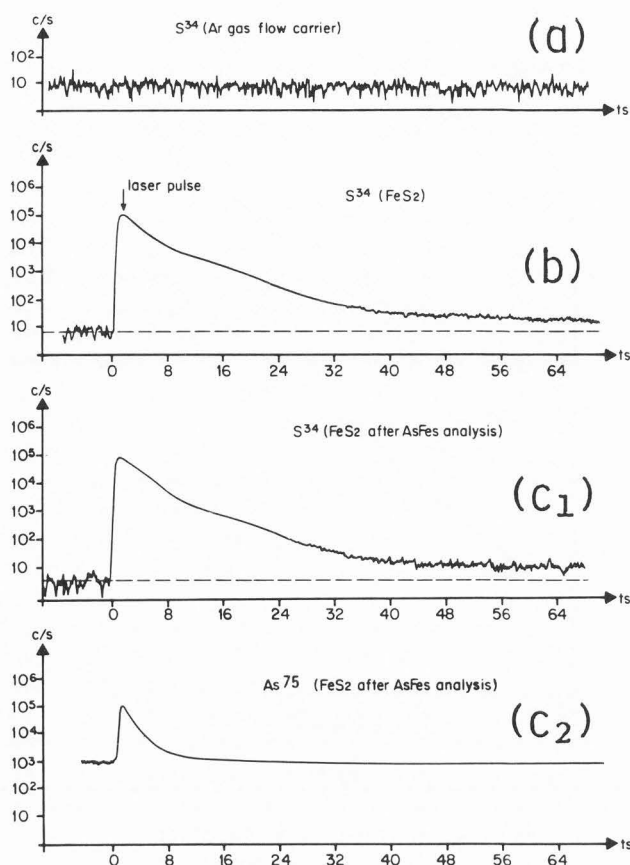 c/s
S³⁴ (Ar gas flow carrier)
(a)
10²
10
ts
c/s
laser pulse
S³⁴ (FeS₂)
10⁶
10⁵
10⁴
10³
(b)
10²
10
0 8 16 24 32 40 48 56 64
ts
c/s
S³⁴ (FeS₂ after AsFes analysis)
10⁶
10⁵
10⁴
(C₁)
10³
10²
10
0 8 16 24 32 40 48 56 64
ts
c/s
As⁷⁵ (FeS₂ after AsFes analysis)
10⁶
10⁵
(C₂)
10⁴
10³
10²
10
0 8 16 24 32 40 48 56 64
ts